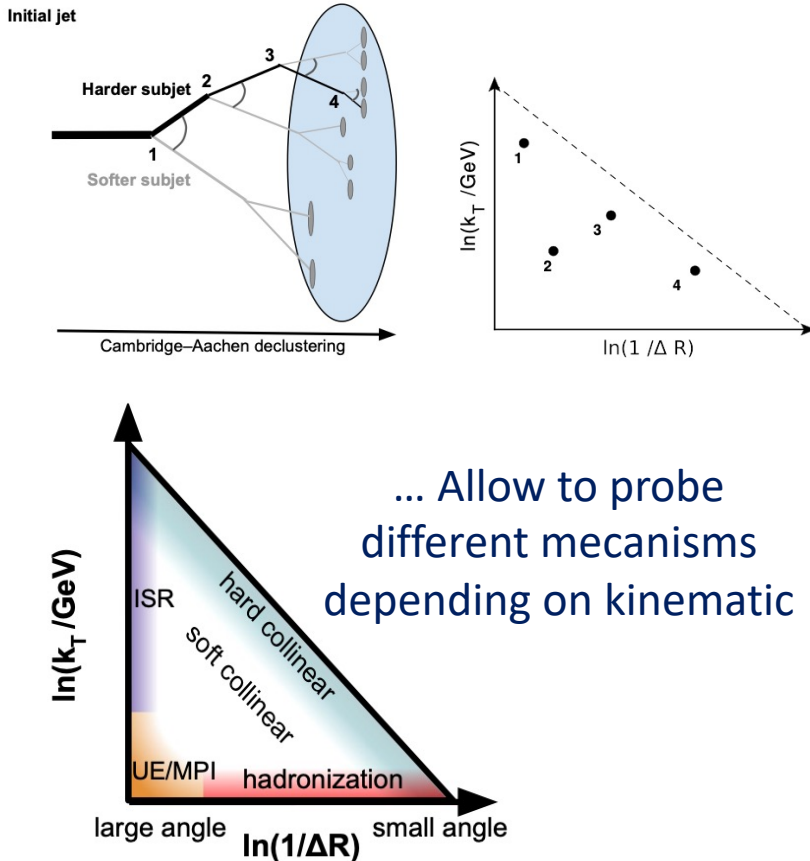 Initial jet
Harder subjet
Softer subjet
1
2
3
4
Cambridge–Aachen declustering
ln(k_T /GeV)
1
2
3
4
ln(1 /Δ R)
... Allow to probe
different mecanisms
depending on kinematic
ln(k_T /GeV)
ISR
hard collinear
soft collinear
UE/MPI
hadronization
large angle
small angle
ln(1/ΔR)